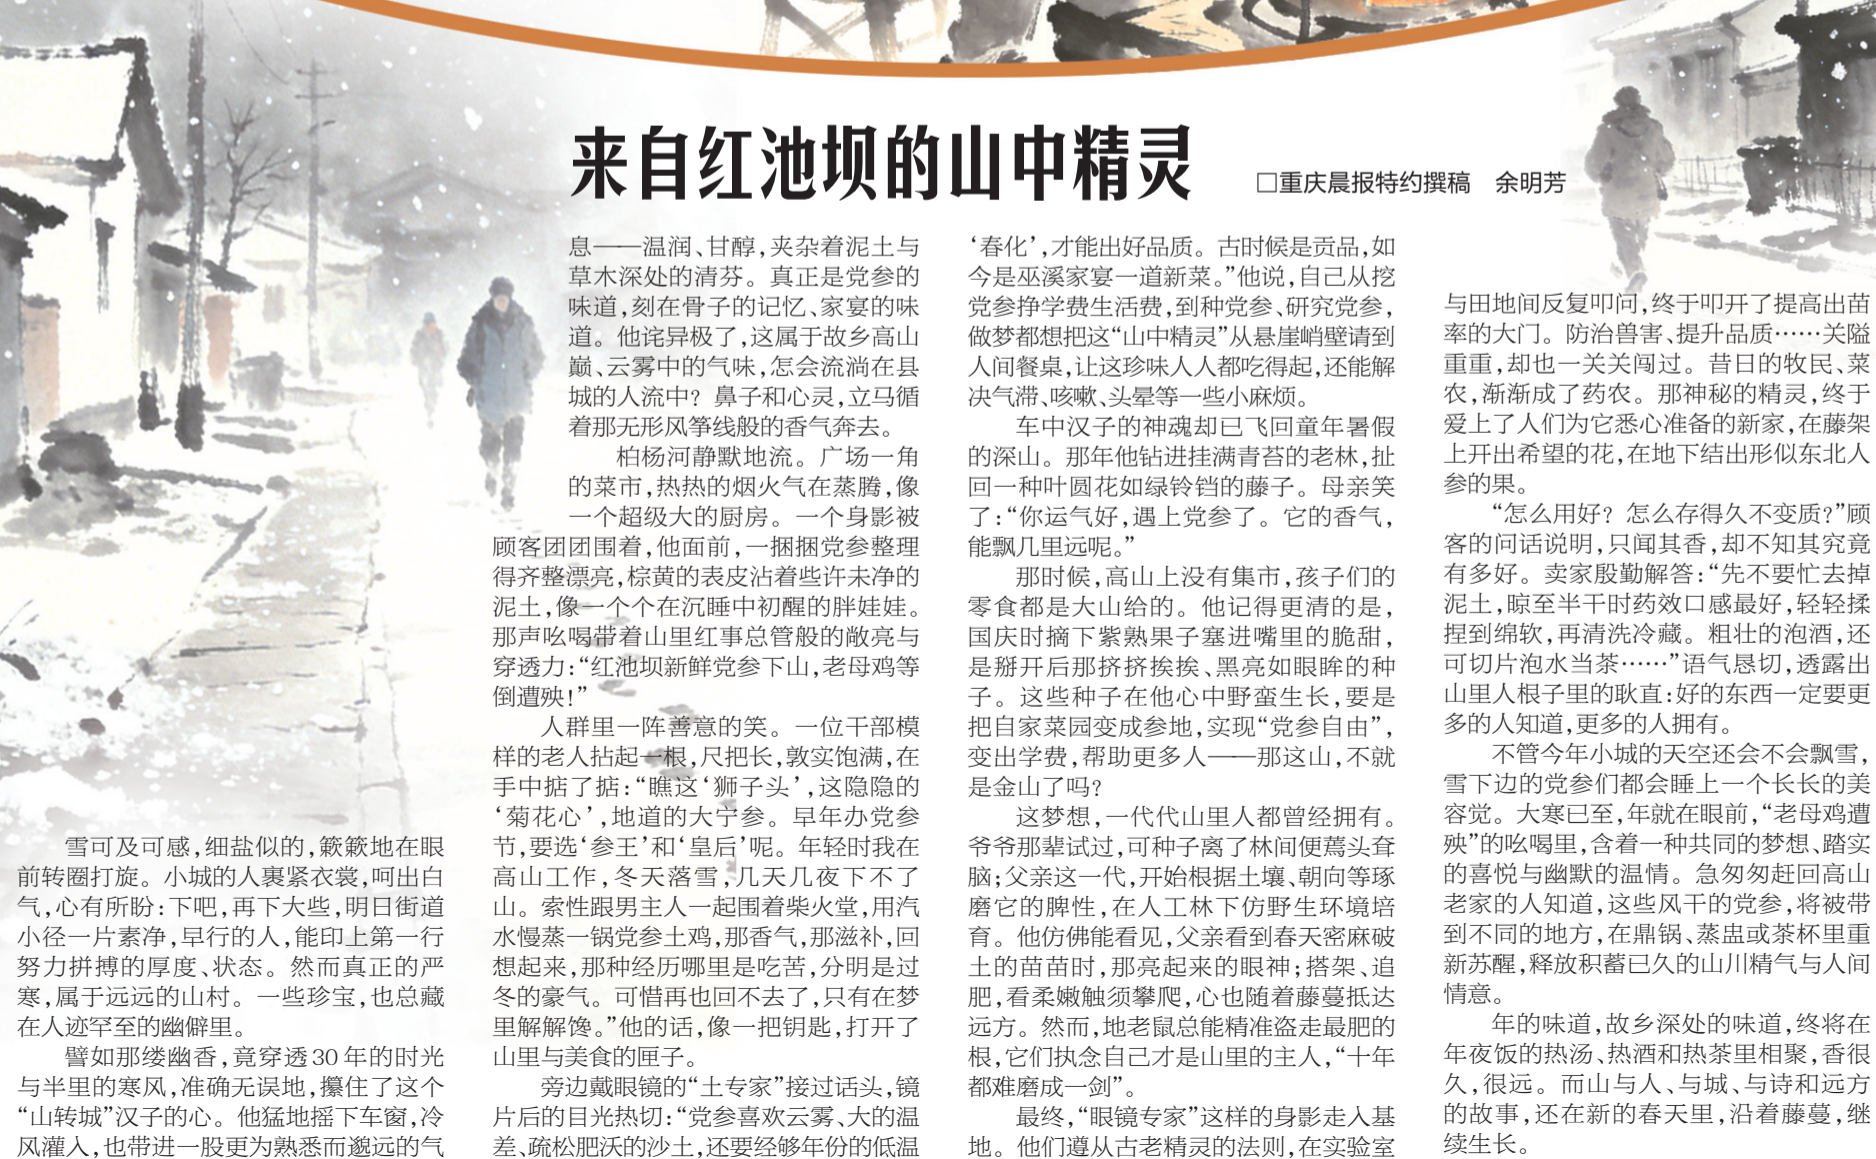 来自红池坝的山中精灵
□重庆晨报特约撰稿 余明芳
雪可及可感,细盐似的,簌簌地在眼
前转圈打旋。小城的人裹紧衣裳,呵出白
气,心有所盼:下吧,再下大些,明日街道
小径一片素净,早行的人,能印上第一行
努力拼搏的厚度、状态。然而真正的严
寒,属于远远的山村。一些珍宝,也总藏
在人迹罕至的幽僻里。
譬如那缕幽香,竟穿透30年的时光
与半里的寒风,准确无误地,攥住了这个
“山转城”汉子的心。他猛地摇下车窗,冷
风灌入,也带进一股更为熟悉而邈远的气
息——温润、甘醇,夹杂着泥土与
草木深处的清芬。真正是党参的
味道,刻在骨子的记忆、家宴的味
道。他诧异极了,这属于故乡高山
巅、云雾中的气味,怎会流淌在县
城的人流中？鼻子和心灵,立马循
着那无形风筝线般的香气奔去。
柏杨河静默地流。广场一角
的菜市,热热的烟火气在蒸腾,像
一个超级大的厨房。一个身影被
顾客团团围着,他面前,一捆捆党参整理
得齐整漂亮,棕黄的表皮沾着些许未净的
泥土,像一个个在沉睡中初醒的胖娃娃。
那声吆喝带着山里红事总管般的敞亮与
穿透力:“红池坝新鲜党参下山,老母鸡等
倒遭殃!”
人群里一阵善意的笑。一位干部模
样的老人拈起一根,尺把长,敦实饱满,在
手中掂了掂:“瞧这‘狮子头’,这隐隐的
‘菊花心’,地道的大宁参。早年办党参
节,要选‘参王’和‘皇后’呢。年轻时我在
高山工作,冬天落雪,几天几夜下不了
山。索性跟男主人一起围着柴火堂,用汽
水慢蒸一锅党参土鸡,那香气,那滋补,回
想起来,那种经历哪里是吃苦,分明是过
冬的豪气。可惜再也回不去了,只有在梦
里解解馋。”他的话,像一把钥匙,打开了
山里与美食的匣子。
旁边戴眼镜的“土专家”接过话头,镜
片后的目光热切:“党参喜欢云雾、大的温
差、疏松肥沃的沙土,还要经够年份的低温
‘春化’,才能出好品质。古时候是贡品,如
今是巫溪家宴一道新菜。”他说,自己从挖
党参挣学费生活费,到种党参、研究党参,
做梦都想把这“山中精灵”从悬崖峭壁请到
人间餐桌,让这珍味人人都吃得起,还能解
决气滞、咳嗽、头晕等一些小麻烦。
车中汉子的神魂却已飞回童年暑假
的深山。那年他钻进挂满青苔的老林,扯
回一种叶圆花如绿铃铛的藤子。母亲笑
了:“你运气好,遇上党参了。它的香气,
能飘几里远呢。”
那时候,高山上没有集市,孩子们的
零食都是大山给的。他记得更清的是,
国庆时摘下紫熟果子塞进嘴里的脆甜,
是掰开后那挤挤挨挨、黑亮如眼眸的种
子。这些种子在他心中野蛮生长,要是
把自家菜园变成参地,实现“党参自由”,
变出学费,帮助更多人——那这山,不就
是金山了吗?
这梦想,一代代山里人都曾经拥有。
爷爷那辈试过,可种子离了林间便蔫头耷
脑;父亲这一代,开始根据土壤、朝向等琢
磨它的脾性,在人工林下仿野生环境培
育。他仿佛能看见,父亲看到春天密麻破
土的苗苗时,那亮起来的眼神;搭架、追
肥,看柔嫩触须攀爬,心也随着藤蔓抵达
远方。然而,地老鼠总能精准盗走最肥的
根,它们执念自己才是山里的主人,“十年
都难磨成一剑”。
最终,“眼镜专家”这样的身影走入基
地。他们遵从古老精灵的法则,在实验室
与田地间反复叩问,终于叩开了提高出苗
率的大门。防治兽害、提升品质……关隘
重重,却也一关关闯过。昔日的牧民、菜
农,渐渐成了药农。那神秘的精灵,终于
爱上了人们为它悉心准备的新家,在藤架
上开出希望的花,在地下结出形似东北人
参的果。
“怎么用好？怎么存得久不变质?”顾
客的问话说明,只闻其香,却不知其究竟
有多好。卖家殷勤解答:“先不要忙去掉
泥土,晾至半干时药效口感最好,轻轻揉
捏到绵软,再清洗冷藏。粗壮的泡酒,还
可切片泡水当茶……”语气恳切,透露出
山里人根子里的耿直:好的东西一定要更
多的人知道,更多的人拥有。
不管今年小城的天空还会不会飘雪,
雪下边的党参们都会睡上一个长长的美
容觉。大寒已至,年就在眼前,“老母鸡遭
殃”的吆喝里,含着一种共同的梦想、踏实
的喜悦与幽默的温情。急匆匆赶回高山
老家的人知道,这些风干的党参,将被带
到不同的地方,在鼎锅、蒸盅或茶杯里重
新苏醒,释放积蓄已久的山川精气与人间
情意。
年的味道,故乡深处的味道,终将在
年夜饭的热汤、热酒和热茶里相聚,香很
久,很远。而山与人、与城、与诗和远方
的故事,还在新的春天里,沿着藤蔓,继
续生长。